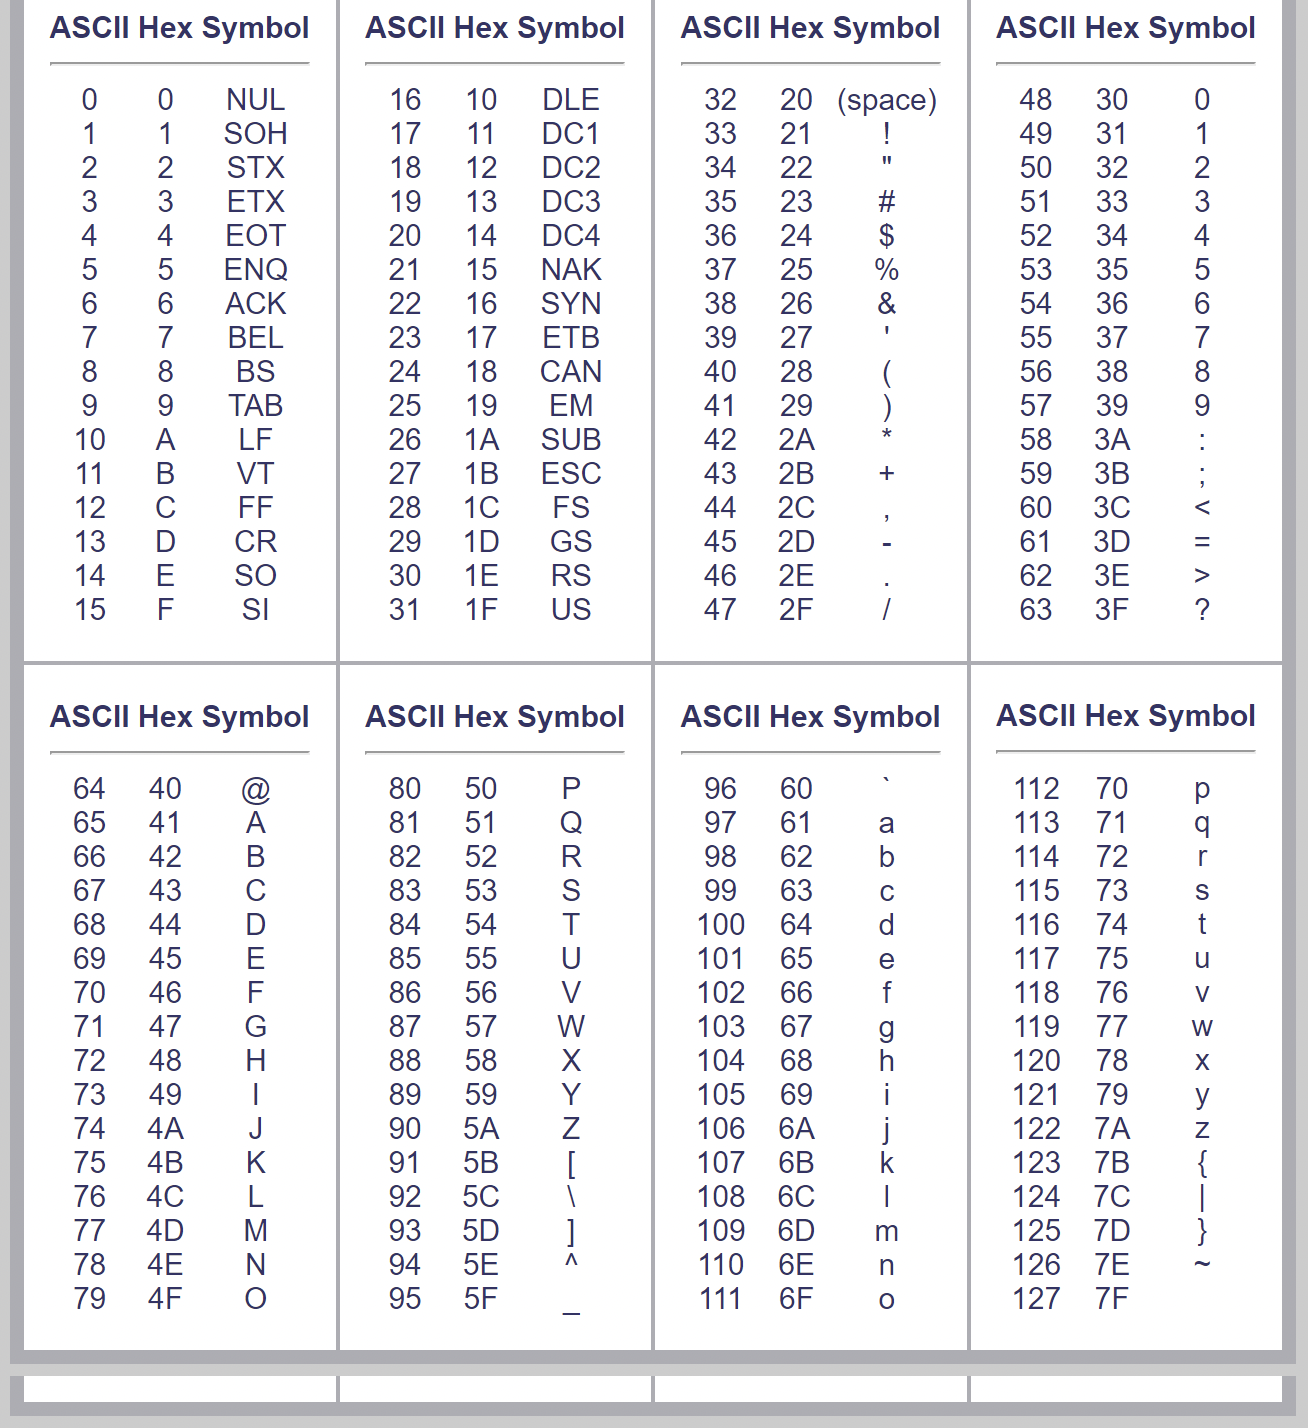 ASCII Hex Symbol
0 0 NUL
1 1 SOH
2 2 STX
3 3 ETX
4 4 EOT
5 5 ENQ
6 6 ACK
7 7 BEL
8 8 BS
9 9 TAB
10 A LF
11 B VT
12 C FF
13 D CR
14 E SO
15 F SI
ASCII Hex Symbol
16 10 DLE
17 11 DC1
18 12 DC2
19 13 DC3
20 14 DC4
21 15 NAK
22 16 SYN
23 17 ETB
24 18 CAN
25 19 EM
26 1A SUB
27 1B ESC
28 1C FS
29 1D GS
30 1E RS
31 1F US
ASCII Hex Symbol
32 20 (space)
33 21 !
34 22 "
35 23 #
36 24 $
37 25 %
38 26 &
39 27 '
40 28 (
41 29 )
42 2A *
43 2B +
44 2C ,
45 2D -
46 2E .
47 2F /
ASCII Hex Symbol
48 30 0
49 31 1
50 32 2
51 33 3
52 34 4
53 35 5
54 36 6
55 37 7
56 38 8
57 39 9
58 3A :
59 3B ;
60 3C <
61 3D =
62 3E >
63 3F ?
ASCII Hex Symbol
64 40 @
65 41 A
66 42 B
67 43 C
68 44 D
69 45 E
70 46 F
71 47 G
72 48 H
73 49 I
74 4A J
75 4B K
76 4C L
77 4D M
78 4E N
79 4F O
ASCII Hex Symbol
80 50 P
81 51 Q
82 52 R
83 53 S
84 54 T
85 55 U
86 56 V
87 57 W
88 58 X
89 59 Y
90 5A Z
91 5B [
92 5C \
93 5D ]
94 5E ^
95 5F _
ASCII Hex Symbol
96 60 `
97 61 a
98 62 b
99 63 c
100 64 d
101 65 e
102 66 f
103 67 g
104 68 h
105 69 i
106 6A j
107 6B k
108 6C l
109 6D m
110 6E n
111 6F o
ASCII Hex Symbol
112 70 p
113 71 q
114 72 r
115 73 s
116 74 t
117 75 u
118 76 v
119 77 w
120 78 x
121 79 y
122 7A z
123 7B {
124 7C |
125 7D }
126 7E ~
127 7F